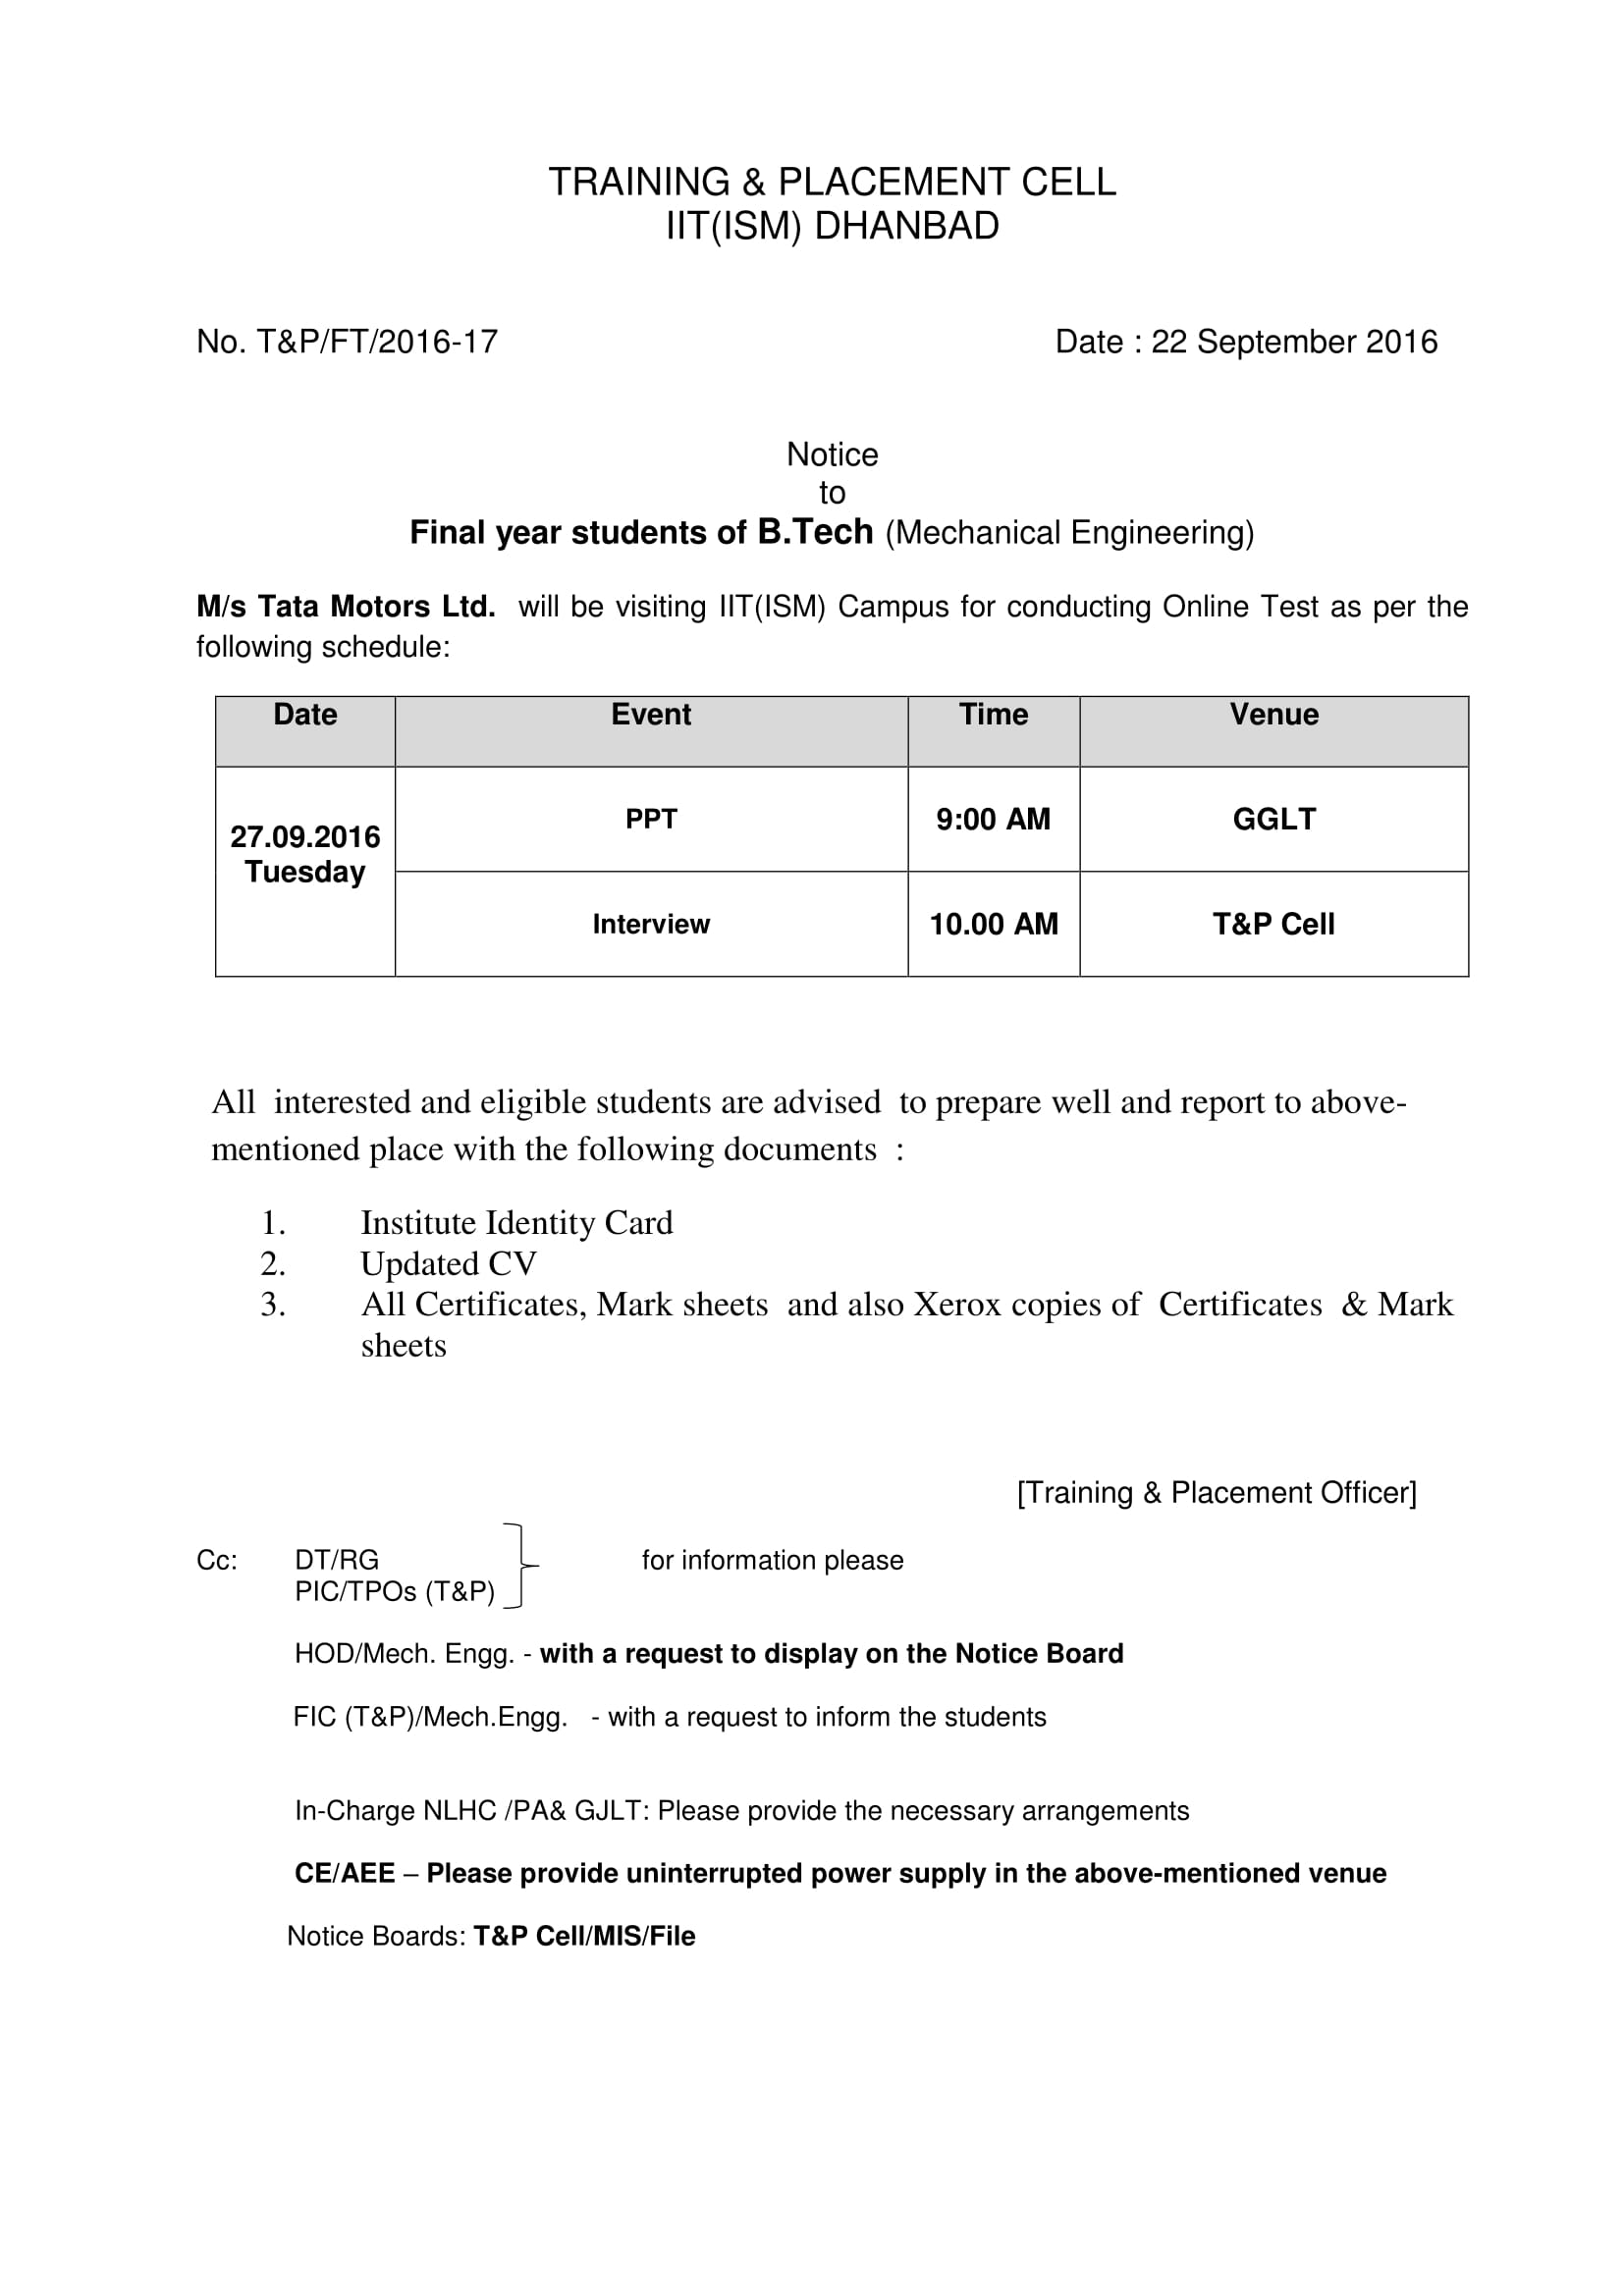 TRAINING & PLACEMENT CELL
IIT(ISM) DHANBAD
No. T&P/FT/2016-17 Date : 22 September 2016
Notice
to
Final year students of B.Tech (Mechanical Engineering)
M/s Tata Motors Ltd. will be visiting IIT(ISM) Campus for conducting Online Test as per the
following schedule:
Date Event Time Venue
27.09.2016
Tuesday
PPT 9:00 AM GGLT
Interview 10.00 AM T&P Cell
All interested and eligible students are advised to prepare well and report to above-
mentioned place with the following documents :
1. Institute Identity Card
2. Updated CV
3. All Certificates, Mark sheets and also Xerox copies of Certificates & Mark
sheets
[Training & Placement Officer]
Cc: DT/RG for information please
PIC/TPOs (T&P)
HOD/Mech. Engg. - with a request to display on the Notice Board
FIC (T&P)/Mech.Engg. - with a request to inform the students
In-Charge NLHC /PA& GJLT: Please provide the necessary arrangements
CE/AEE – Please provide uninterrupted power supply in the above-mentioned venue
Notice Boards: T&P Cell/MIS/File